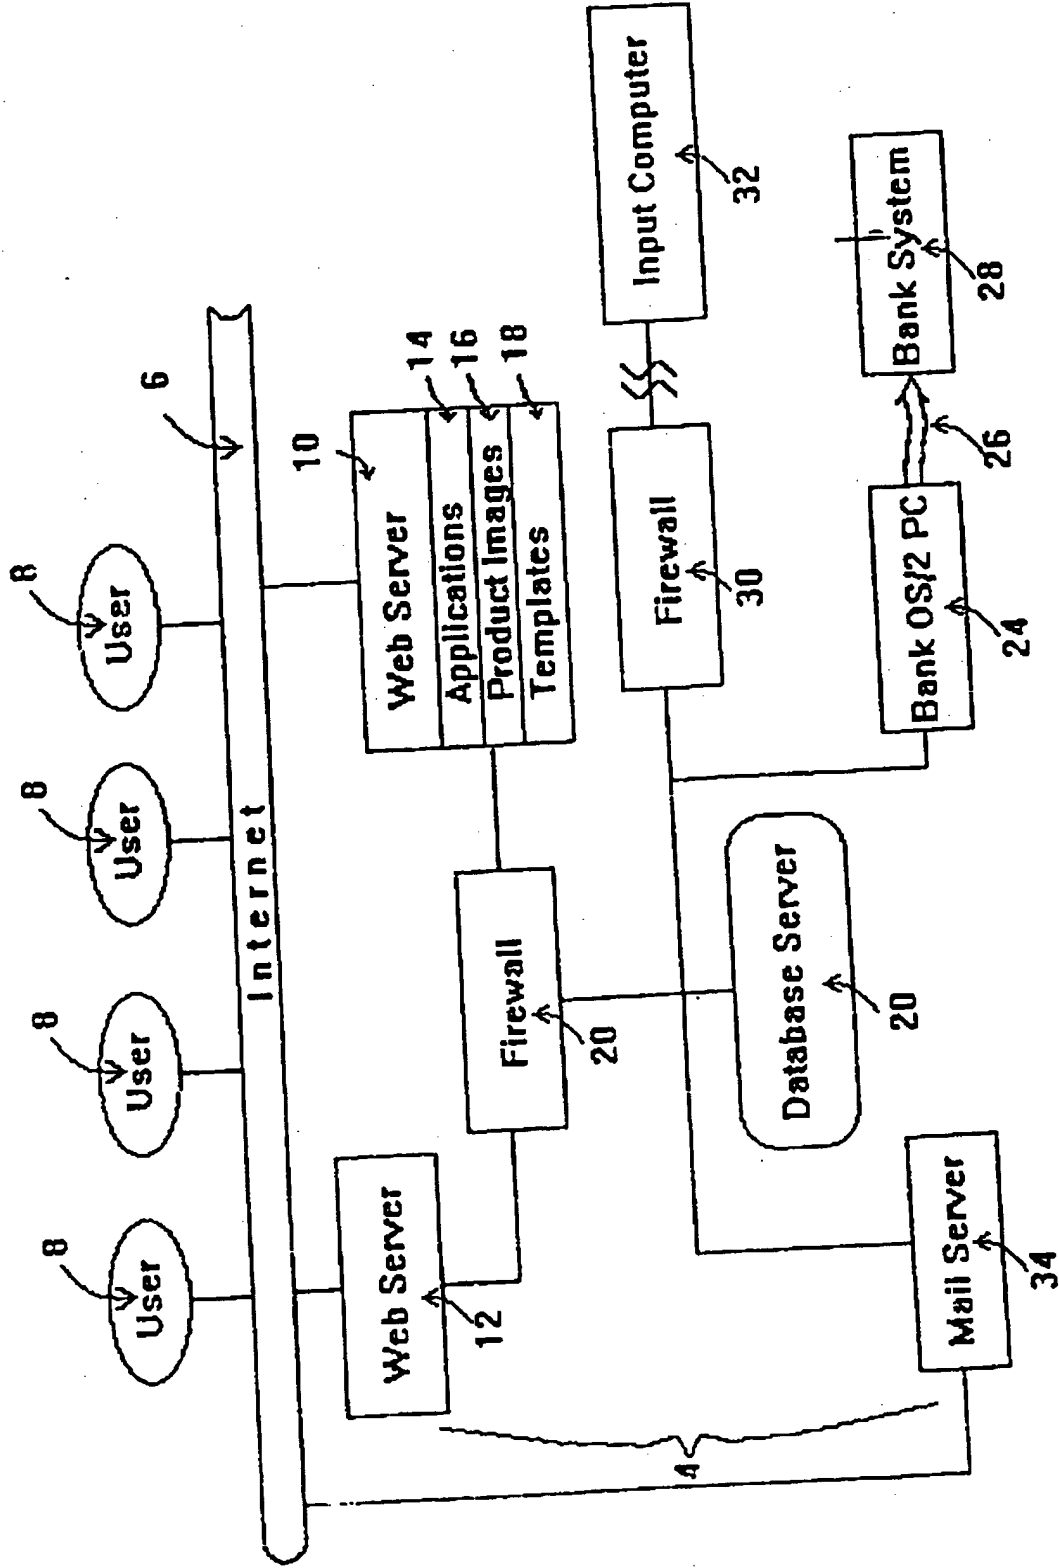 8
8
8
8
User
User
User
User
6
Internet
10
Web Server
12
Web Server
Applications
14
Product Images
16
Templates
18
Firewall
20
Firewall
30
Input Computer
32
Database Server
20
4
Mail Server
34
Bank OS/2 PC
24
26
Bank System
28